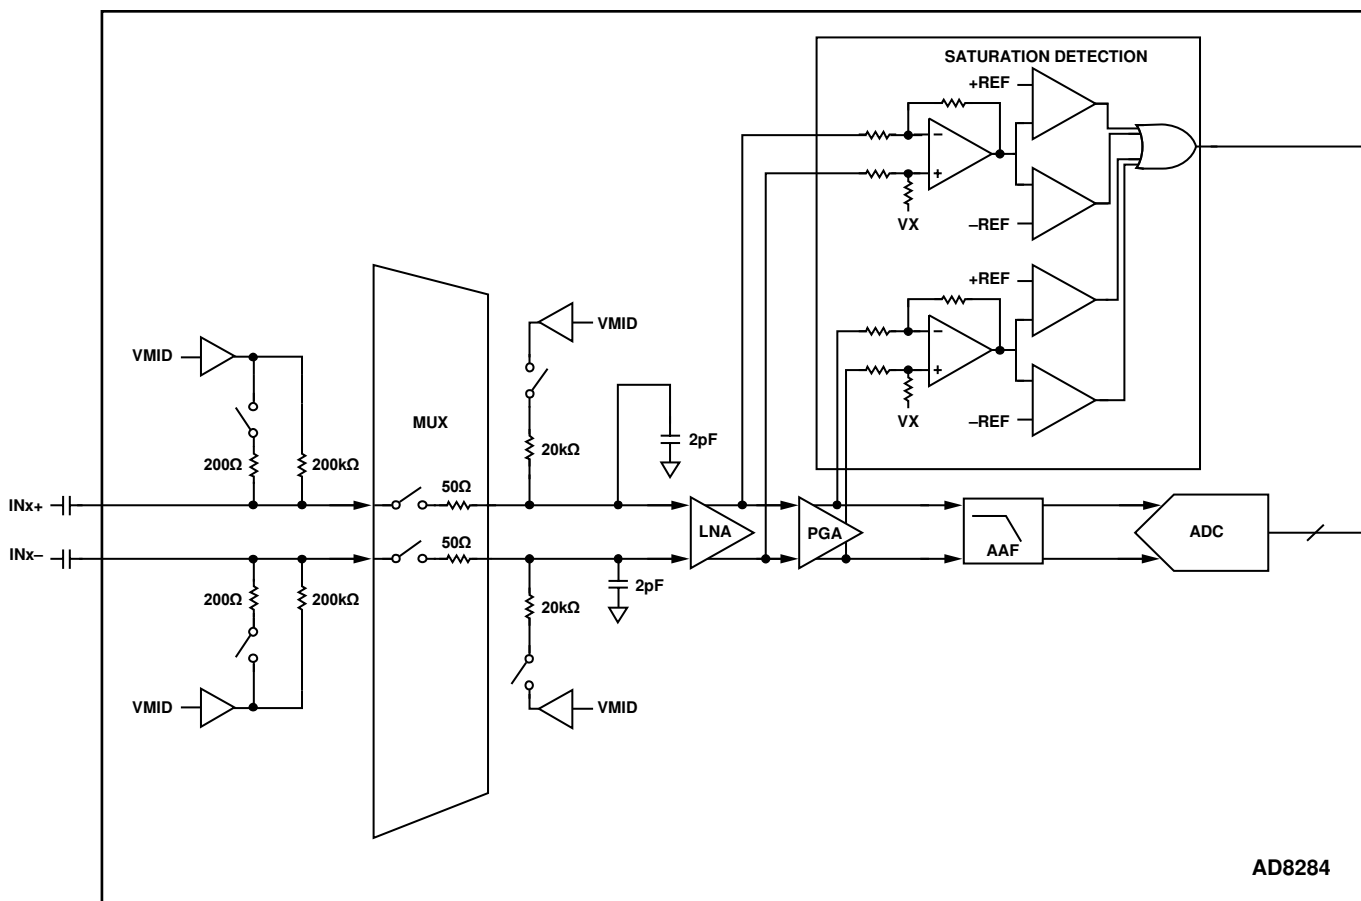 SATURATION DETECTION
+REF
−
+
VX
–REF
+REF
−
+
VX
–REF
VMID
VMID
MUX
200Ω
200kΩ
50Ω
20kΩ
2pF
INx+
INx–
50Ω
LNA
PGA
AAF
ADC
200Ω
200kΩ
20kΩ
2pF
VMID
VMID
AD8284